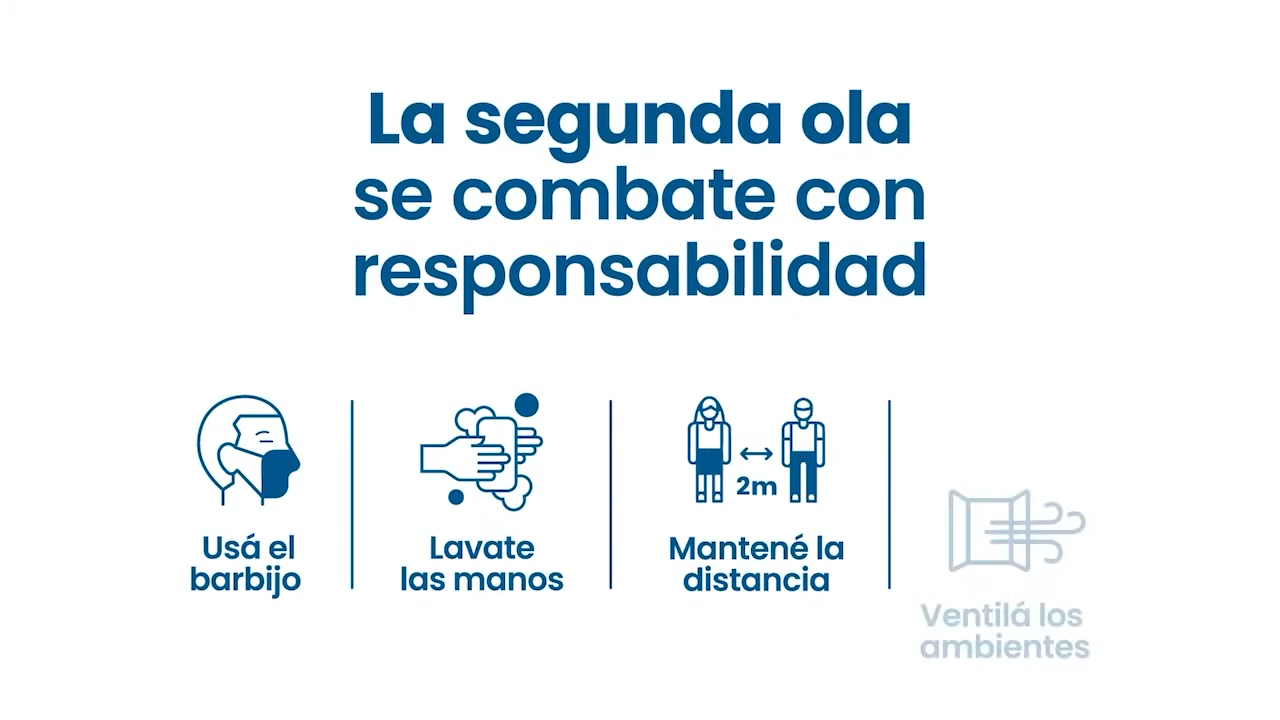 La segunda ola
se combate con
responsabilidad
Usá el
barbijo
Lavate
las manos
2m
Mantené la
distancia
Ventilá los
ambientes